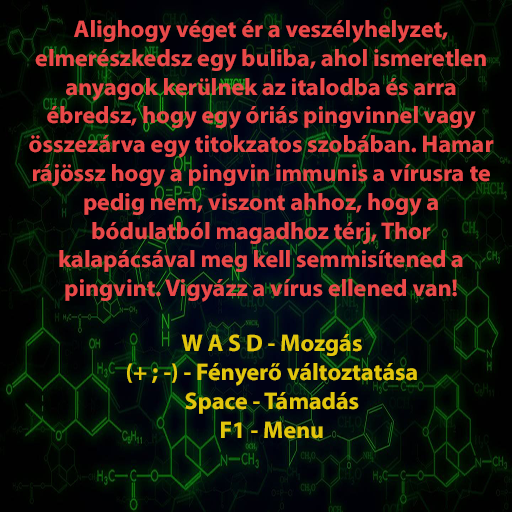 Alighogy véget ér a veszélyhelyzet,
elmerészkedsz egy buliba, ahol ismeretlen
anyagok kerülnek az italodba és arra
ébredsz, hogy egy óriás pingvinnel vagy
összezárva egy titokzatos szobában. Hamar
rájössz hogy a pingvin immunis a vírusra te
pedig nem, viszont ahhoz, hogy a
bódulatból magadhoz térj, Thor
kalapácsával meg kell semmisítened a
pingvint. Vigyázz a vírus ellened van!
W A S D - Mozgás
(+ ; -) - Fényerő változtatása
Space - Támadás
F1 - Menu